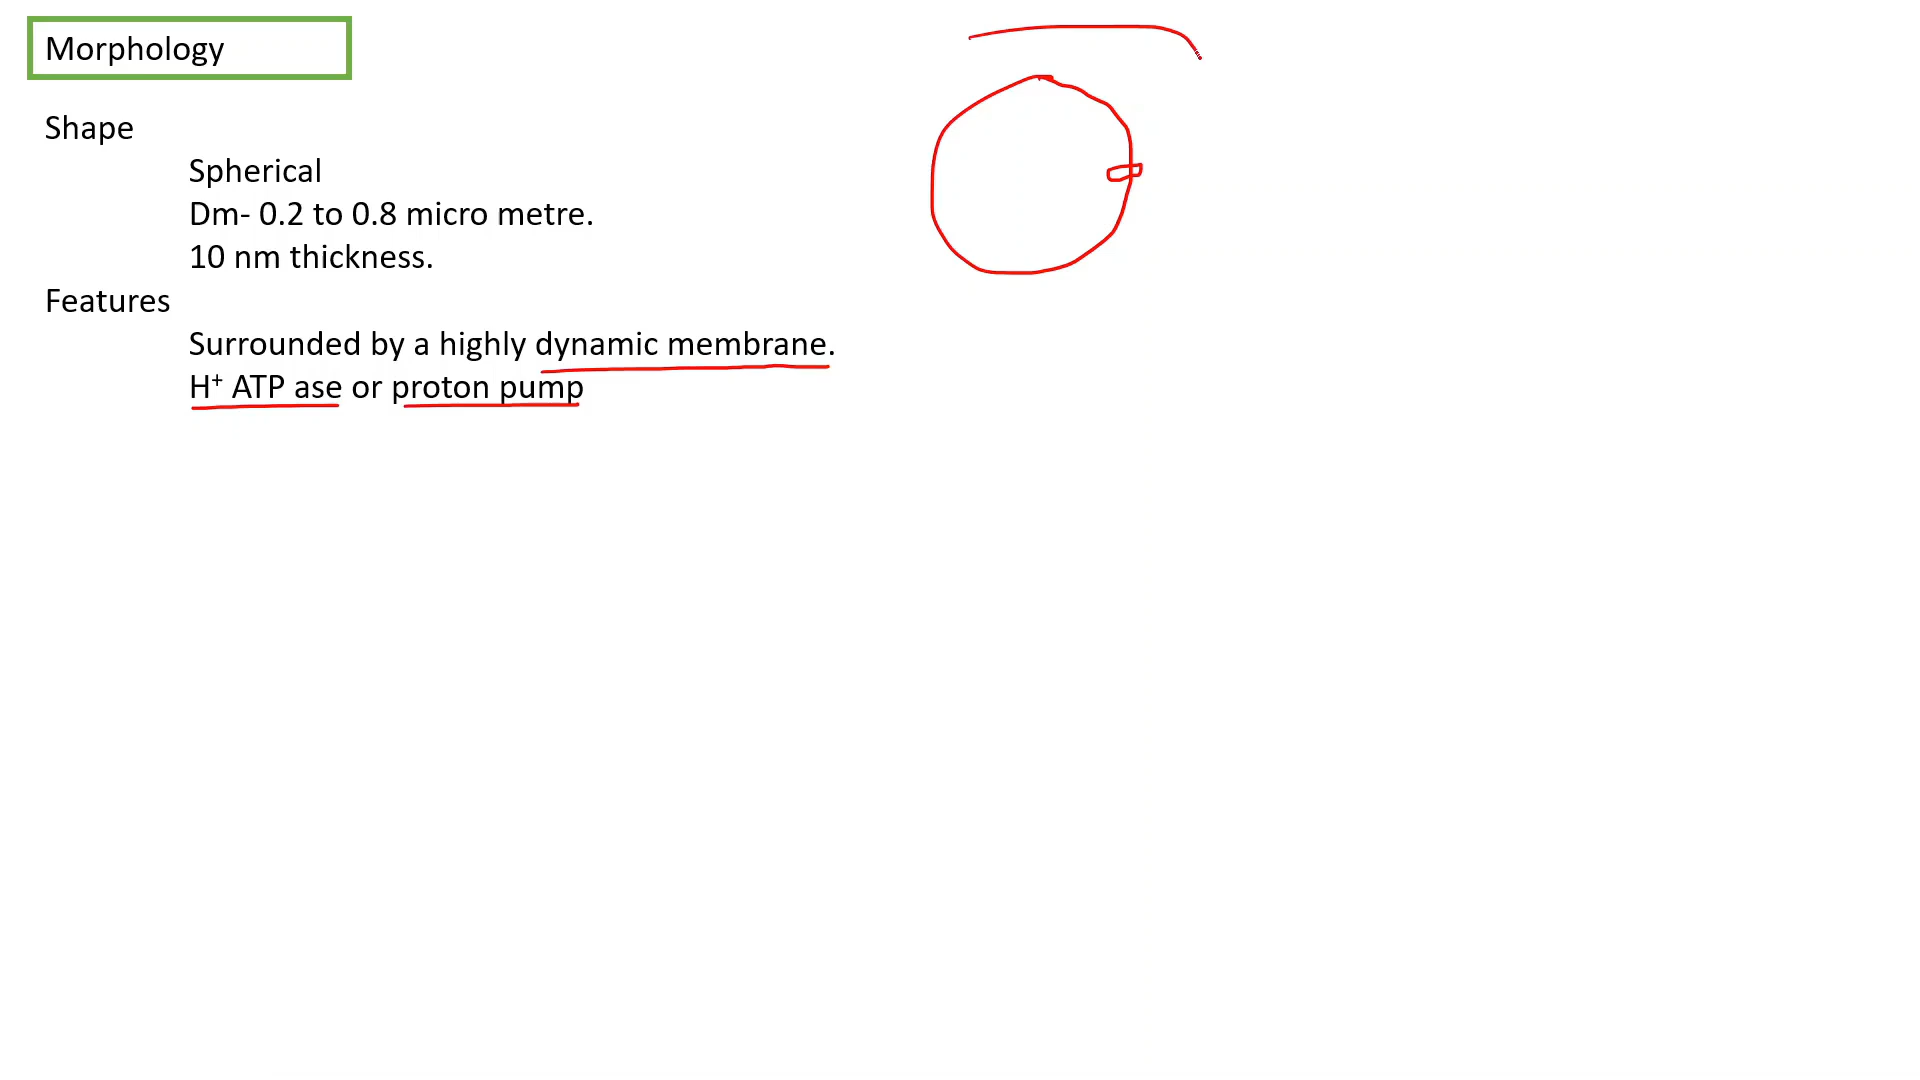 Morphology
Shape
Spherical
Dm- 0.2 to 0.8 micro metre.
10 nm thickness.
Features
Surrounded by a highly dynamic membrane.
H⁺ ATP ase or proton pump